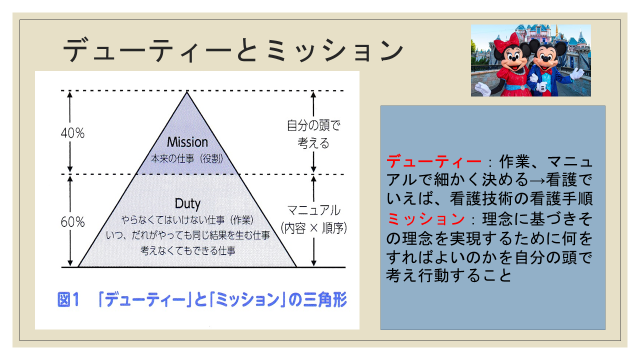 デューティーとミッション
40%
60%
Mission
本来の仕事（役割）
Duty
やらなくてはいけない仕事（作業）
いつ、だれがやっても同じ結果を生む仕事
考えなくてもできる仕事
自分の頭で
考える
マニュアル
（内容 × 順序）
図1 「デューティー」と「ミッション」の三角形
デューティー：作業、マニュ
アルで細かく決める→看護で
いえば、看護技術の看護手順
ミッション：理念に基づきそ
の理念を実現するために何を
すればよいのかを自分の頭で
考え行動すること